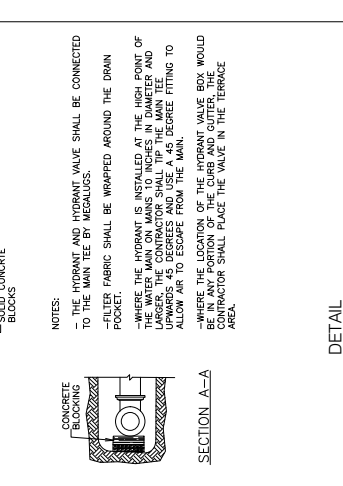 SOLID CONCRTE
BLOCKS
NOTES:
- THE HYDRANT AND HYDRANT VALVE SHALL BE CONNECTED
TO THE MAIN TEE BY MEGALUGS.
-FILTER FABRIC SHALL BE WRAPPED AROUND THE DRAIN
POCKET.
-WHERE THE HYDRANT IS INSTALLED AT THE HIGH POINT OF
THE WATER MAIN ON MAINS 10 INCHES IN DIAMETER AND
LARGER, THE CONTRACTOR SHALL TIP THE MAIN TEE
UPWARDS 45 DEGREES AND USE A 45 DEGREE FITTING TO
ALLOW AIR TO ESCAPE FROM THE MAIN.
-WHERE THE LOCATION OF THE HYDRANT VALVE BOX WOULD
BE IN ANY PORTION OF THE CURB AND GUTTER, THE
CONTRACTOR SHALL PLACE THE VALVE IN THE TERRACE
AREA.
CONCRETE
BLOCKING
SECTION A-A
DETAIL